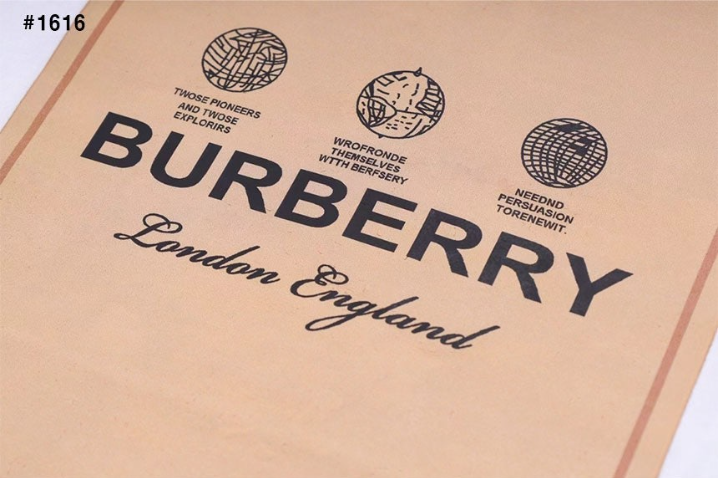 #1616
TWOSE PIONEERS
AND TWOSE
EXPLORIRS
WROFRONDE
THEMSELVES
WTTH BERFSERY
NEEDND
PERSUASION
TORENEWIT.
BURBERRY
London England